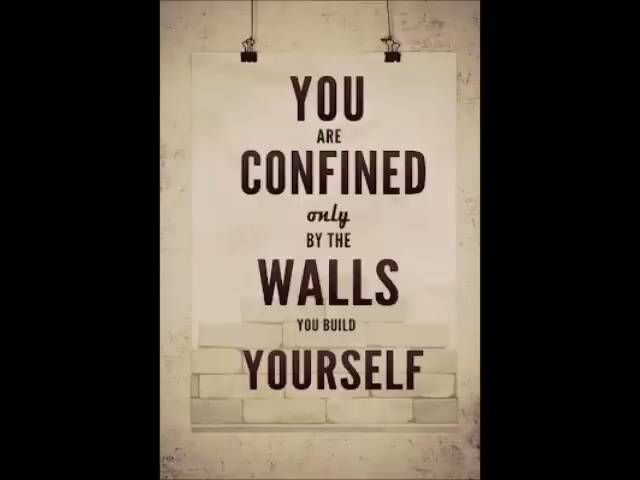 YOU
ARE
CONFINED
only
BY THE
WALLS
YOU BUILD
YOURSELF